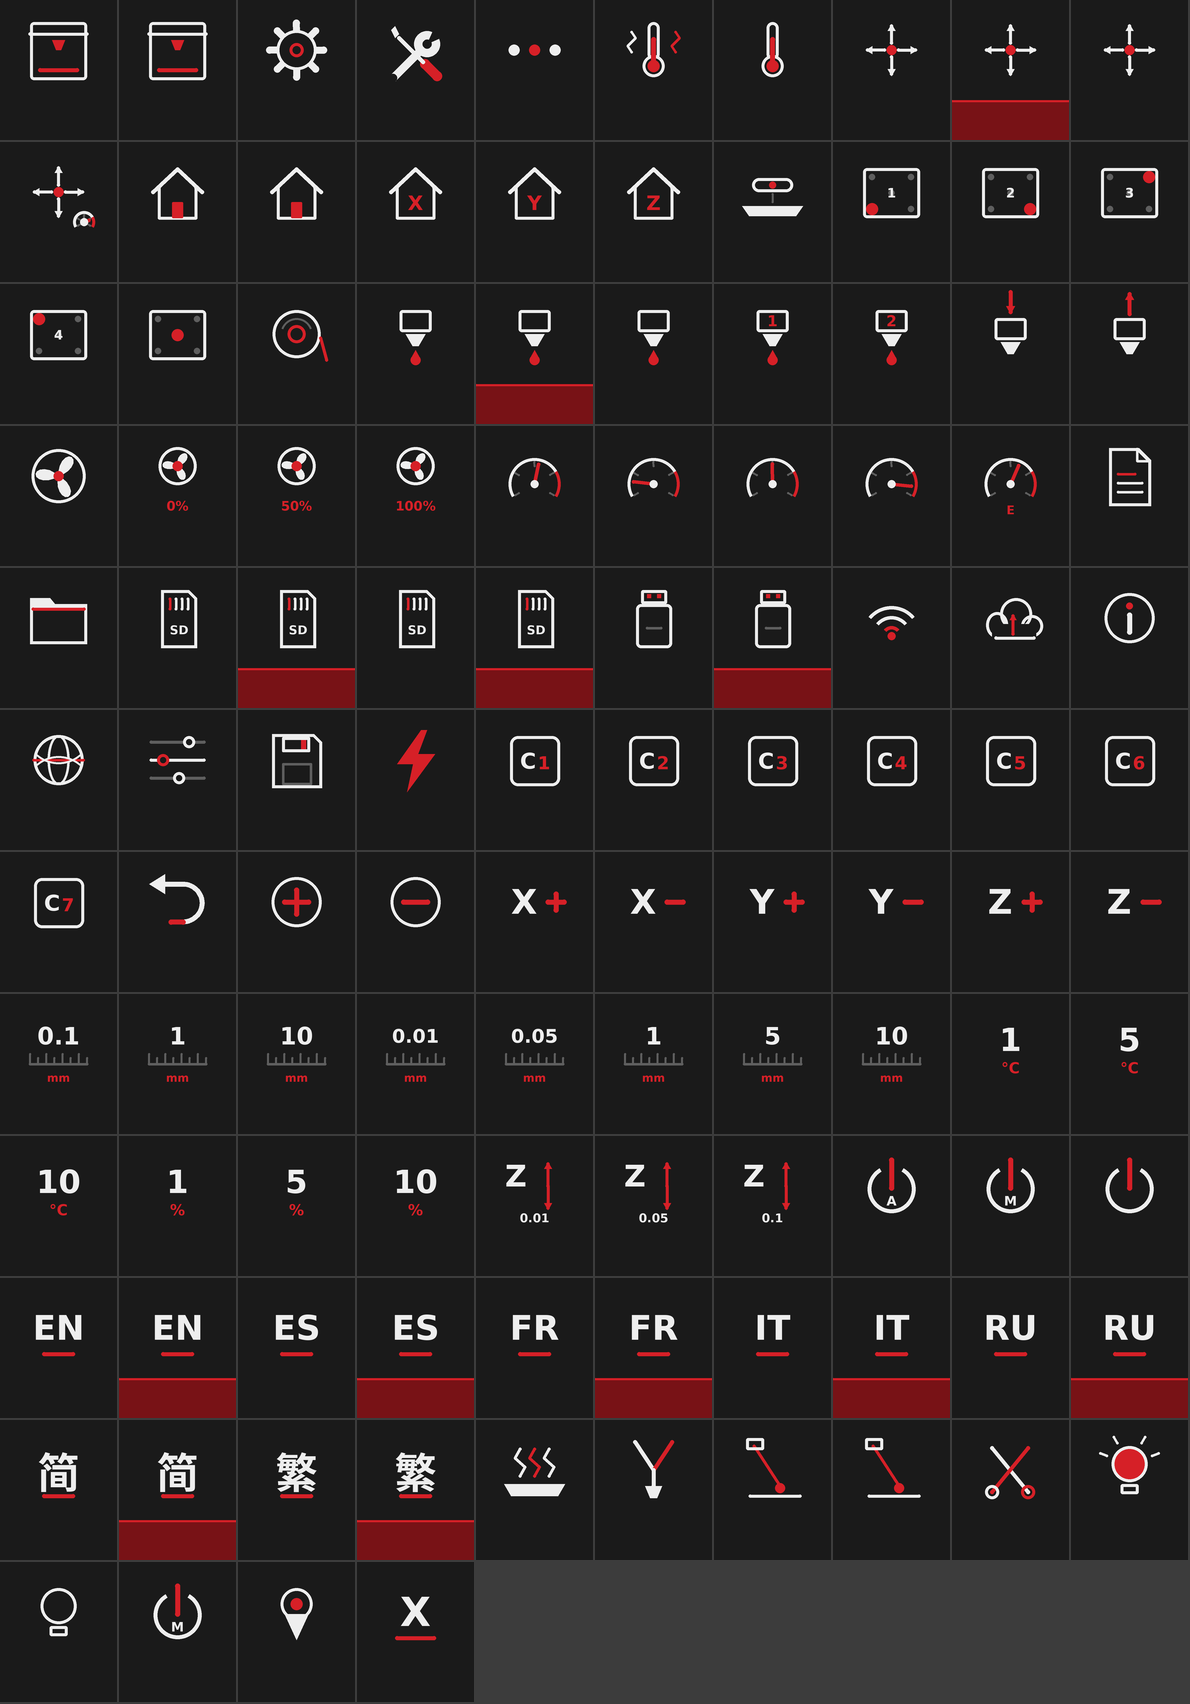 X Y Z 1 2 3
4 1 2
0% 50% 100% E
SD SD SD SD
C1 C2 C3 C4 C5 C6
C7 X+ X- Y+ Y- Z+ Z-
0.1 1 10 0.01 0.05 1 5 10 1 5
mm mm mm mm mm mm mm mm °C °C
10 1 5 10 Z Z Z A M
°C % % % 0.01 0.05 0.1
EN EN ES ES FR FR IT IT RU RU
简 简 繁 繁
M X